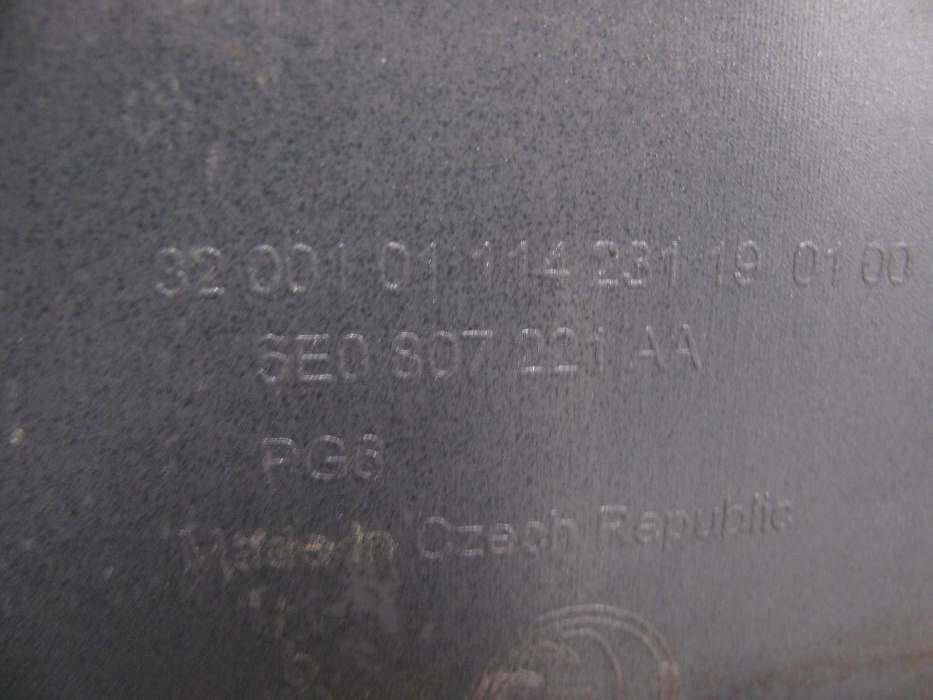 32 001 01 114 231 19 01 00
5E0 807 221 AA
PG6
Made in Czech Republic